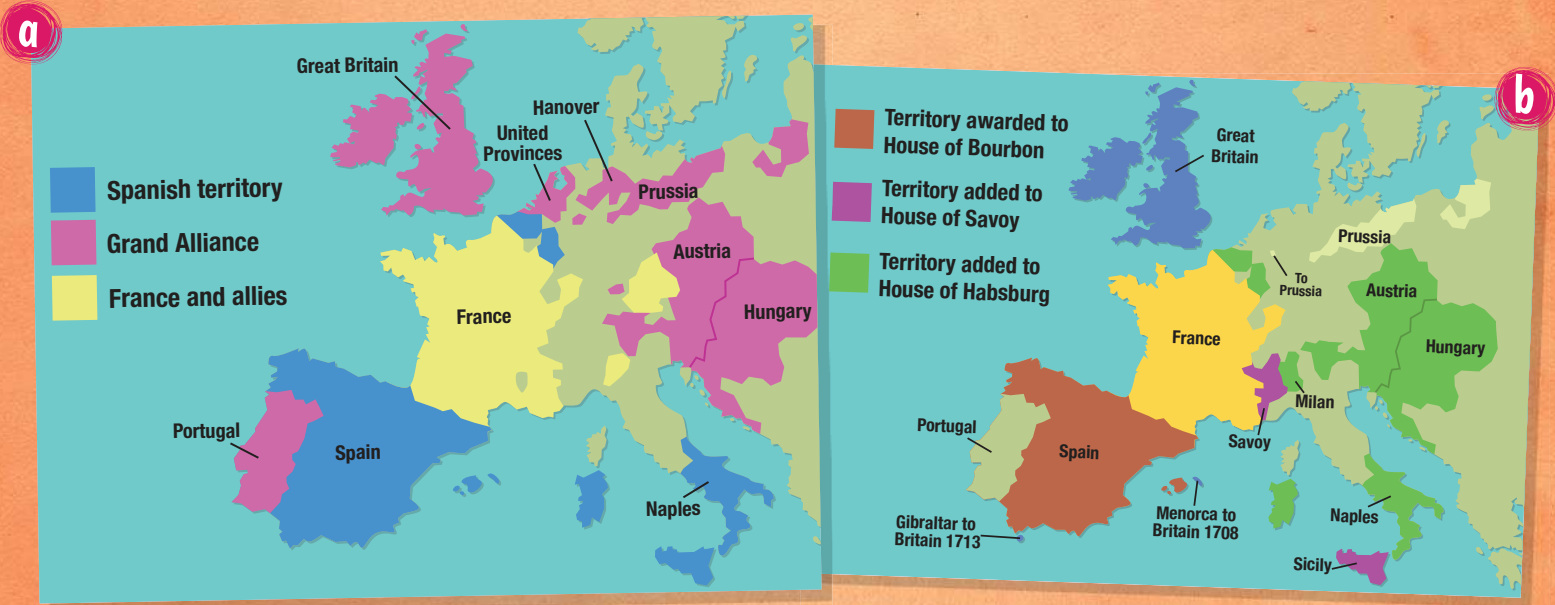 a
Great Britain
Hanover
United
Provinces
Spanish territory
Grand Alliance
France and allies
Prussia
Austria
Hungary
France
Portugal
Spain
Naples
b
Territory awarded to
House of Bourbon
Territory added to
House of Savoy
Territory added to
House of Habsburg
Great
Britain
Prussia
To
Prussia
Austria
Hungary
France
Milan
Savoy
Portugal
Spain
Gibraltar to
Britain 1713
Menorca to
Britain 1708
Naples
Sicily